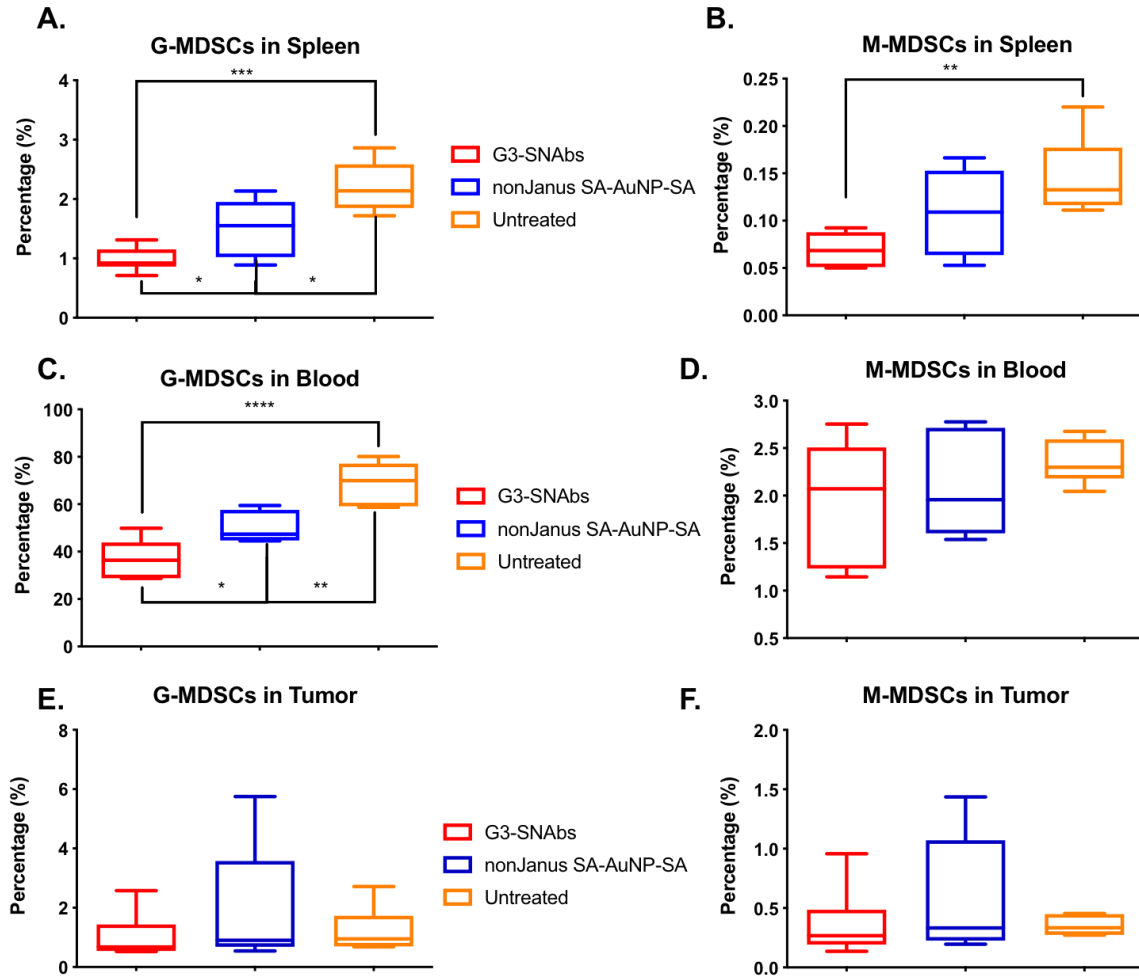 A.
G-MDSCs in Spleen
Percentage (%)
4
3
2
1
0
***
*
*
G3-SNAbs
nonJanus SA-AuNP-SA
Untreated
B.
M-MDSCs in Spleen
Percentage (%)
0.25
0.20
0.15
0.10
0.05
0.00
**
C.
G-MDSCs in Blood
Percentage (%)
100
80
60
40
20
0
****
*
**
G3-SNAbs
nonJanus SA-AuNP-SA
Untreated
D.
M-MDSCs in Blood
Percentage (%)
3.0
2.5
2.0
1.5
1.0
0.5
E.
G-MDSCs in Tumor
Percentage (%)
8
6
4
2
0
G3-SNAbs
nonJanus SA-AuNP-SA
Untreated
F.
M-MDSCs in Tumor
Percentage (%)
2.0
1.5
1.0
0.5
0.0